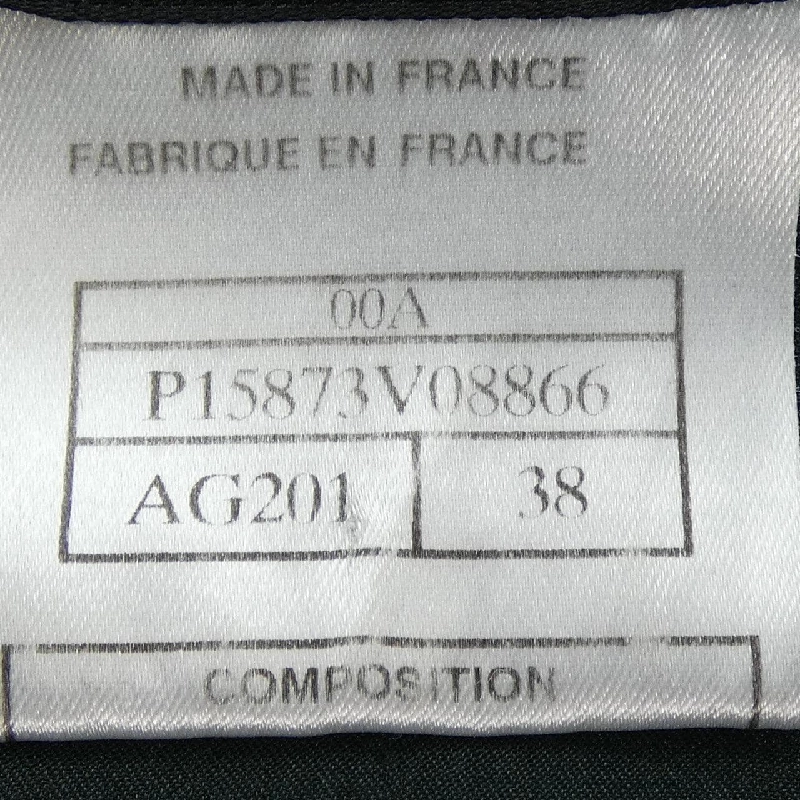 MADE IN FRANCE
FABRIQUE EN FRANCE
00A
P15873V08866
AG201 38
COMPOSITION